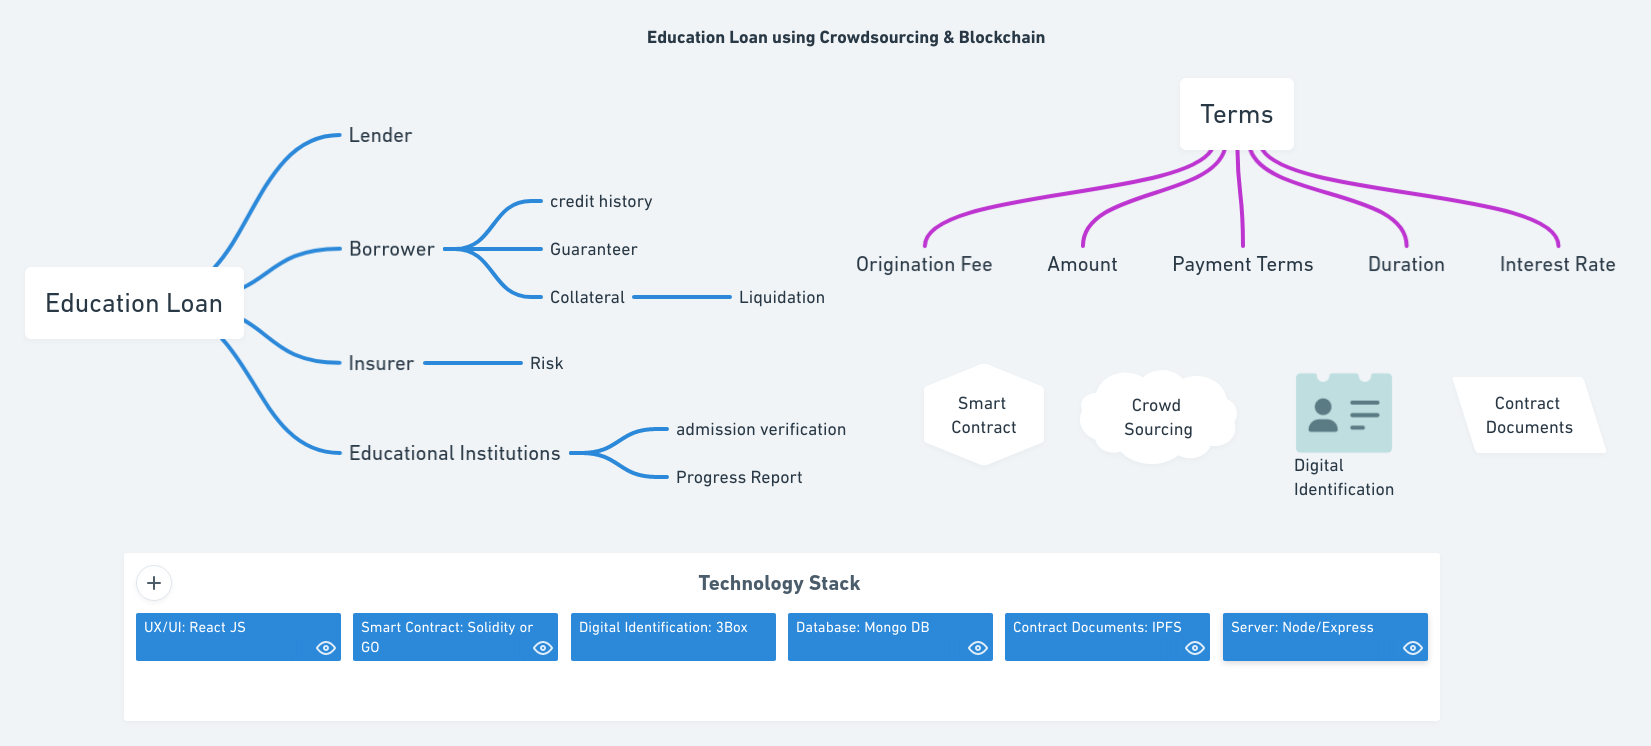 Education Loan using Crowdsourcing & Blockchain
Education Loan
Lender
Borrower
credit history
Guaranteer
Collateral
Liquidation
Insurer
Risk
Educational Institutions
admission verification
Progress Report
Terms
Origination Fee
Amount
Payment Terms
Duration
Interest Rate
Smart
Contract
Crowd
Sourcing
Digital
Identification
Contract
Documents
Technology Stack
UX/UI: React JS
Smart Contract: Solidity or
GO
Digital Identification: 3Box
Database: Mongo DB
Contract Documents: IPFS
Server: Node/Express